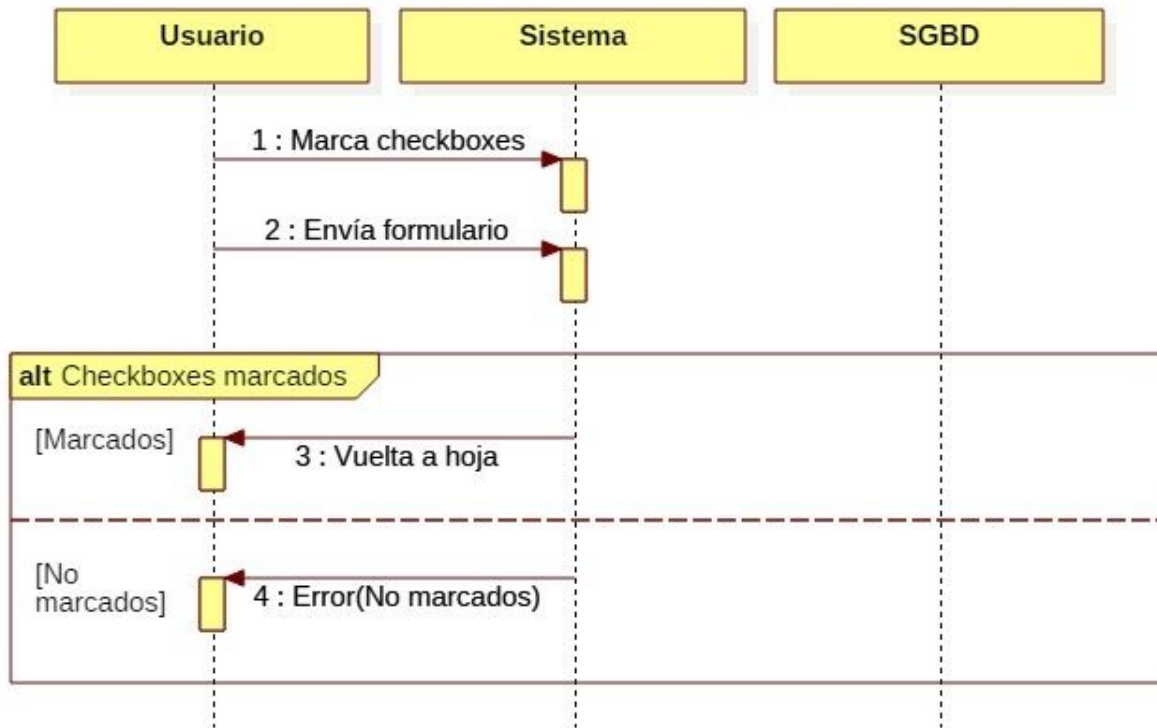 Usuario
Sistema
SGBD
1 : Marca checkboxes
2 : Envía formulario
alt Checkboxes marcados
[Marcados]
3 : Vuelta a hoja
[No
marcados]
4 : Error(No marcados)